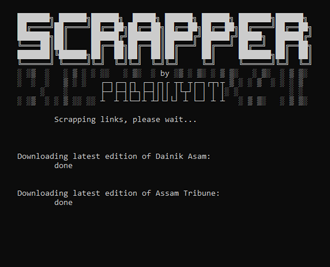 SCRAPPER
by
Scrapping links, please wait...
Downloading latest edition of Dainik Asam:
done
Downloading latest edition of Assam Tribune:
done